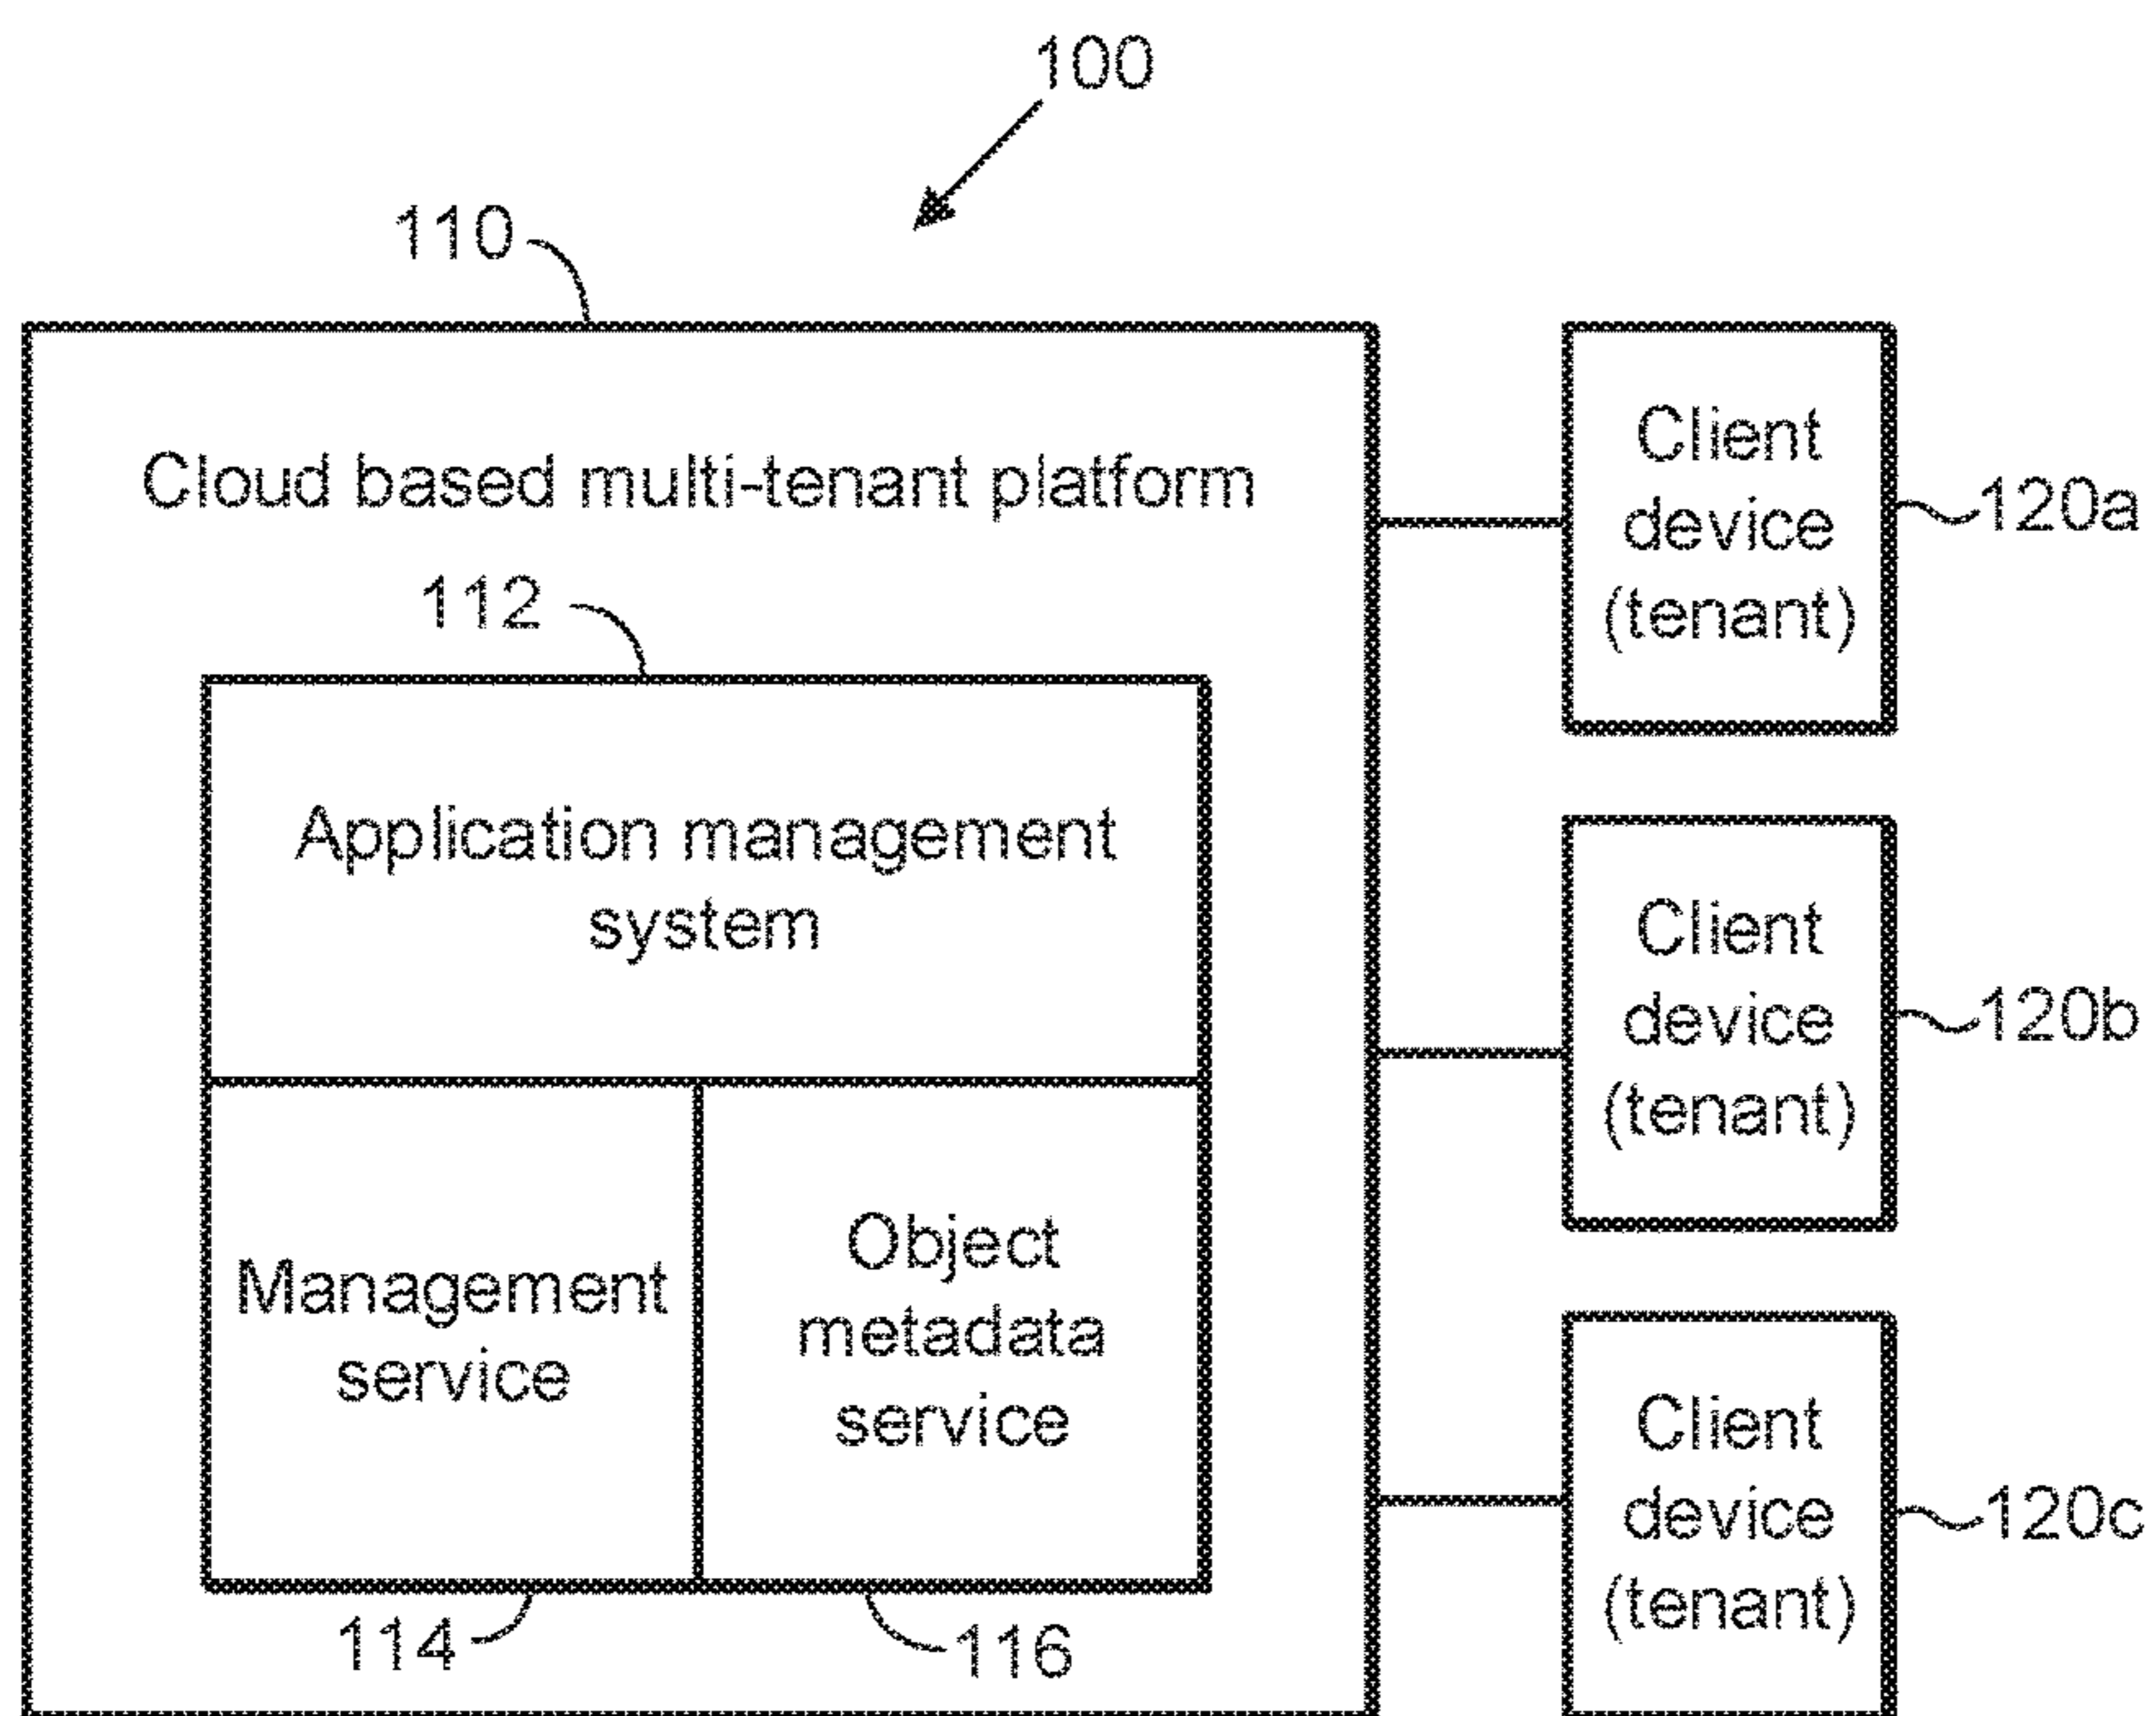 100
110
Cloud based multi-tenant platform
112
Application management
system
Management
service
Object
metadata
service
114
116
Client
device
(tenant)
120a
Client
device
(tenant)
120b
Client
device
(tenant)
120c